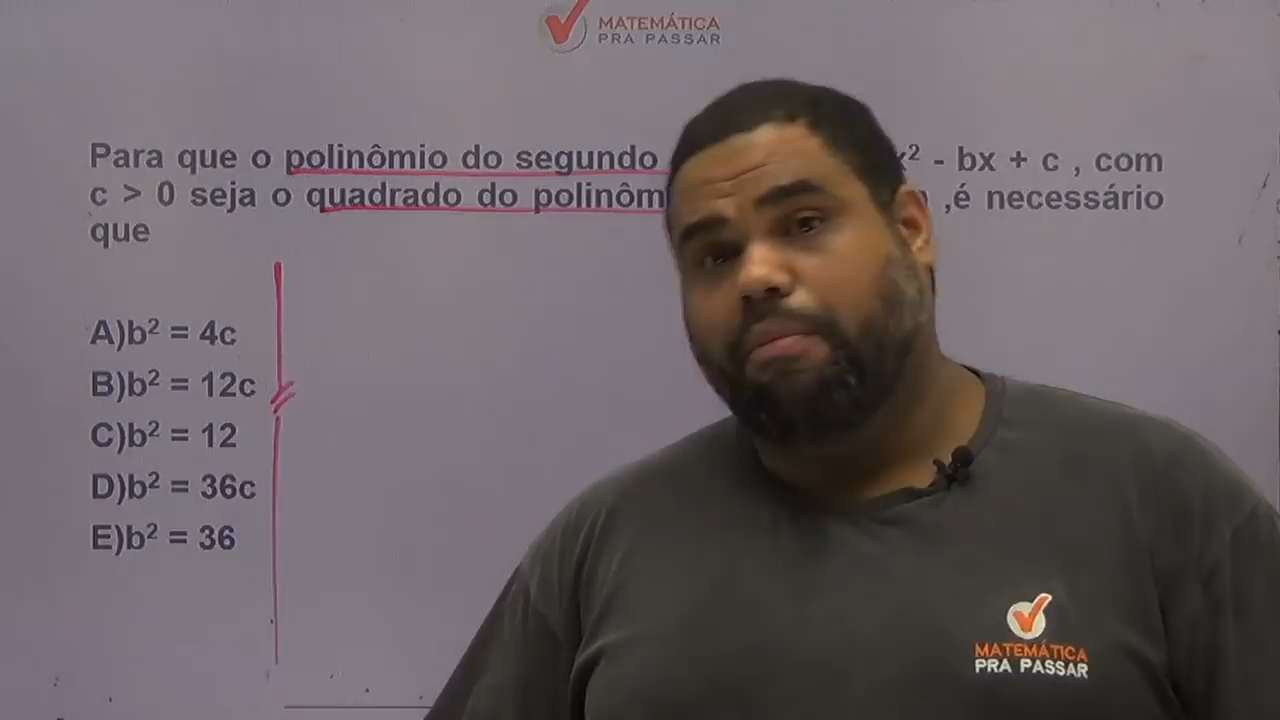 MATEMÁTICA
PRA PASSAR
Para que o polinômio do segundo x² - bx + c , com
c > 0 seja o quadrado do polinôm ,é necessário
que
A)b² = 4c
B)b² = 12c
C)b² = 12
D)b² = 36c
E)b² = 36
MATEMÁTICA
PRA PASSAR